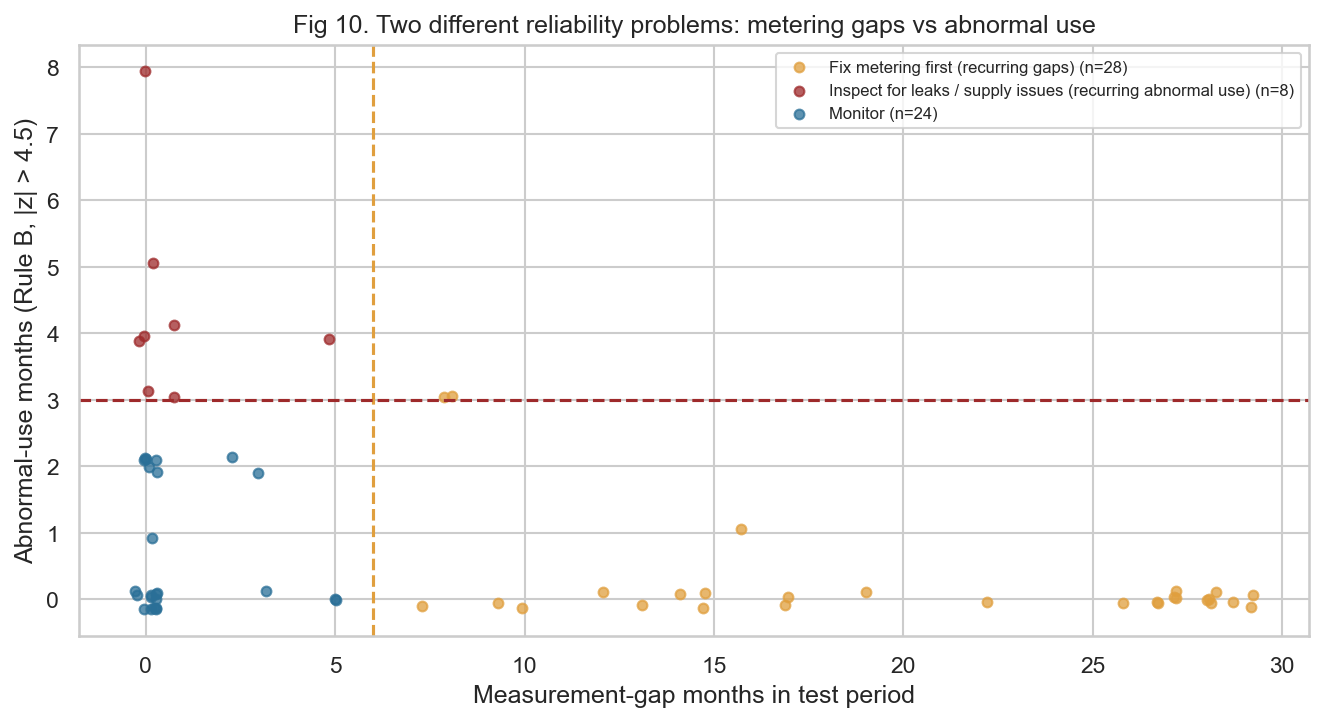 Fig 10. Two different reliability problems: metering gaps vs abnormal use
Fix metering first (recurring gaps) (n=28)
Inspect for leaks / supply issues (recurring abnormal use) (n=8)
Monitor (n=24)
Abnormal-use months (Rule B, |z| > 4.5)
8
7
6
5
4
3
2
1
0
0 5 10 15 20 25 30
Measurement-gap months in test period